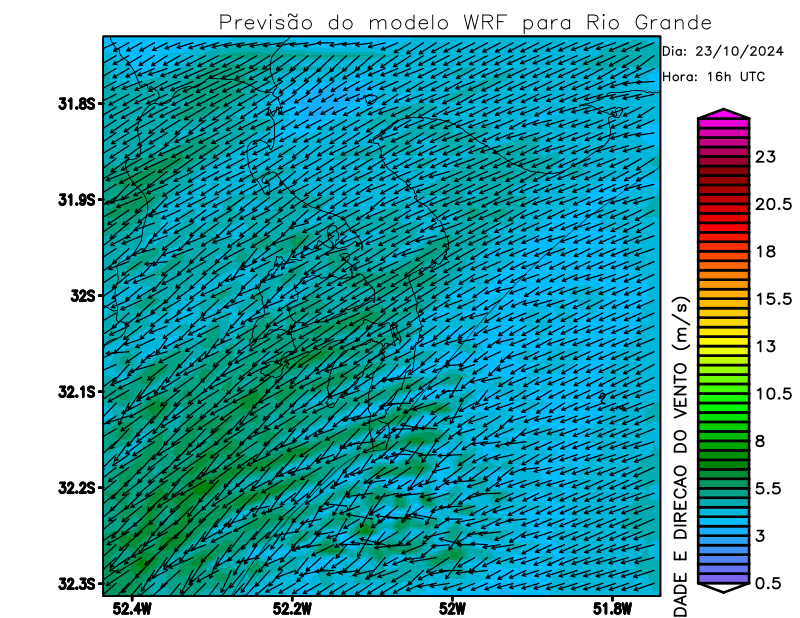 Previsão do modelo WRF para Rio Grande
Dia: 23/10/2024
Hora: 16h UTC
31.8S
31.9S
32S
32.1S
32.2S
32.3S
52.4W
52.2W
52W
51.8W
23
20.5
18
15.5
13
10.5
8
5.5
3
0.5
DADE E DIRECAO DO VENTO (m/s)